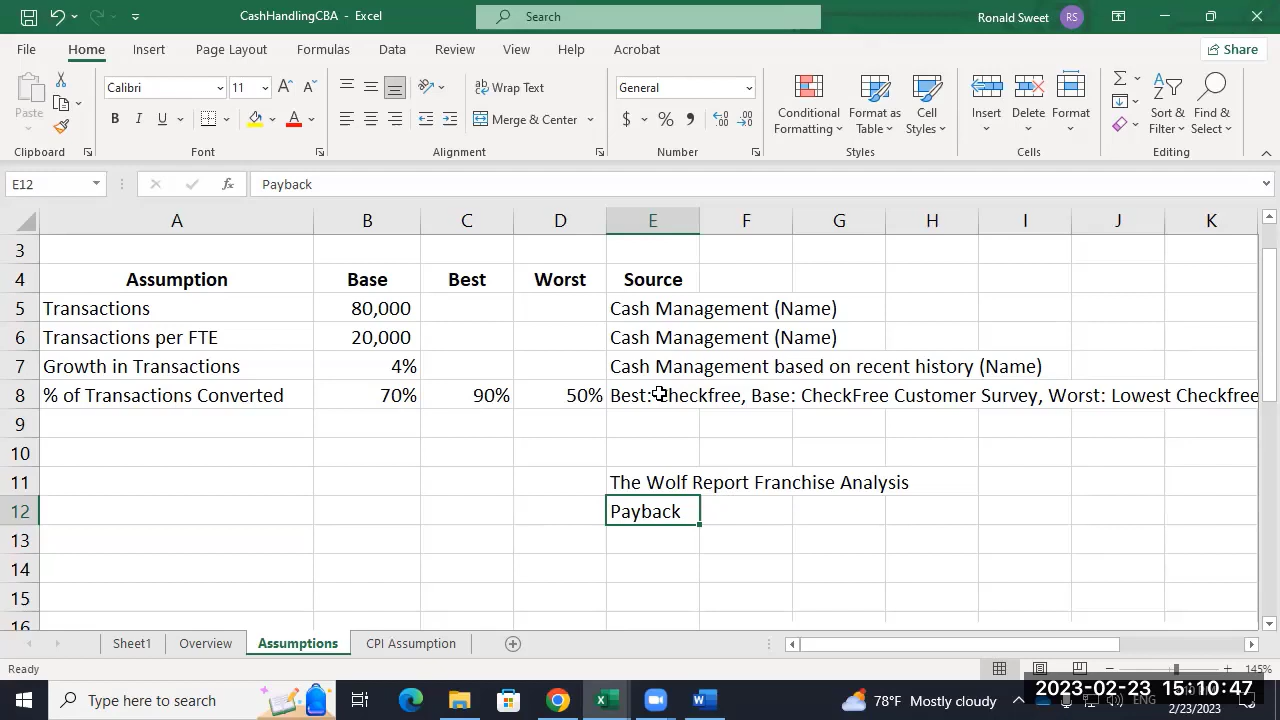 CashHandlingCBA - Excel
Search
Ronald Sweet RS
File Home Insert Page Layout Formulas Data Review View Help Acrobat Share
Paste
Calibri 11
Wrap Text
General
Conditional Formatting
Format as Table
Cell Styles
Insert Delete Format
Sort & Filter
Find & Select
B I U
Merge & Center
$ % ,
Clipboard Font Alignment Number Styles Cells Editing
E12 fx Payback
A B C D E F G H I J K
3
4 Assumption Base Best Worst Source
5 Transactions 80,000 Cash Management (Name)
6 Transactions per FTE 20,000 Cash Management (Name)
7 Growth in Transactions 4% Cash Management based on recent history (Name)
8 % of Transactions Converted 70% 90% 50% Best: Checkfree, Base: CheckFree Customer Survey, Worst: Lowest Checkfree
9
10
11 The Wolf Report Franchise Analysis
12 Payback
13
14
15
16
Sheet1 Overview Assumptions CPI Assumption
Ready 145%
Type here to search
78°F Mostly cloudy
ENG
2023-02-23 15:10:47
2/23/2023